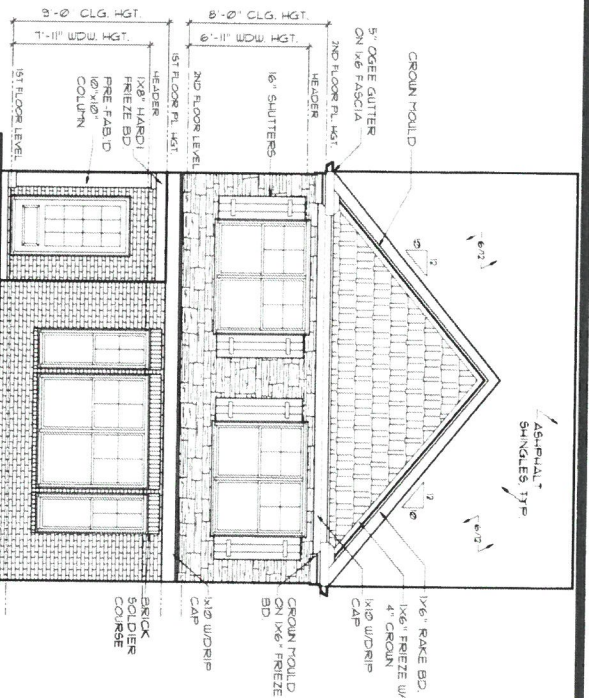 ASPHALT
SHINGLES, TYP
6/12
6/12
10
12
12
10
CROWN MOULD
5" OGEE GUTTER
ON 1x6 FASCIA
1X6" RAKE BD.
1X6" FRIEZE W/
4" CROWN
1x10 W/DRIP
CAP
2ND FLOOR PL HGT.
HEADER
8'-0" CLG. HGT.
6'-11" WDW. HGT.
16" SHUTTERS
CROWN MOULD
ON 1X6" FRIEZE
BD.
2ND FLOOR LEVEL
1ST FLOOR PL HGT.
1x10 W/DRIP
CAP
HEADER
9'-0 CLG. HGT.
7'-11" WDW. HGT.
1X8" HARDI
FRIEZE BD
PRE-FAB.'D
10"x10"
COLUMN
BRICK
SOLDIER
COURSE
1ST FLOOR LEVEL